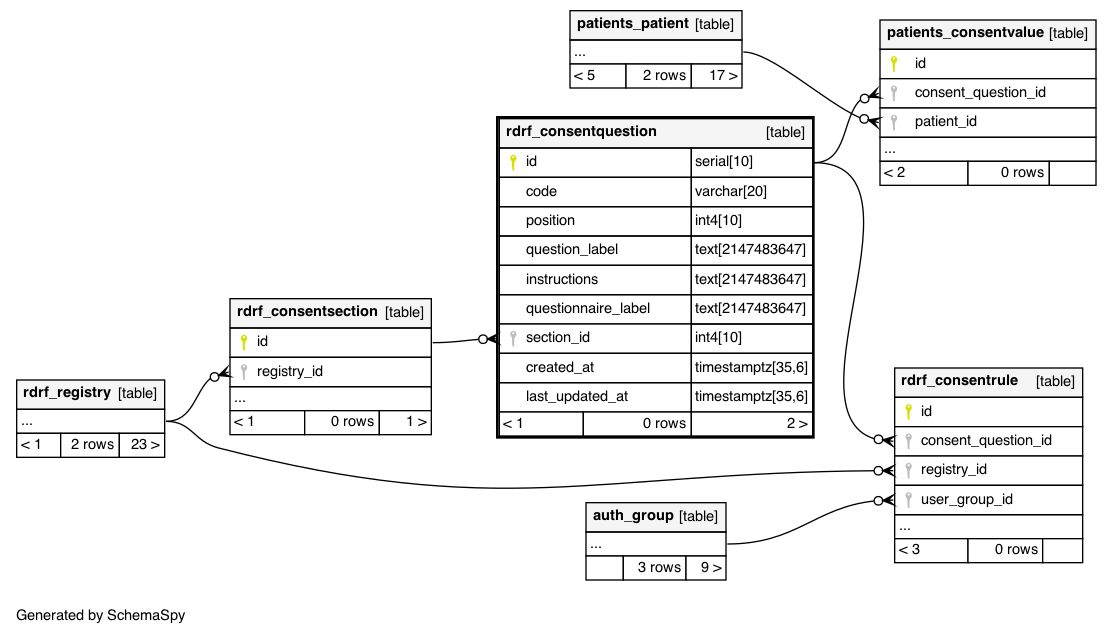 patients_patient [table]
...
< 5 2 rows 17 >
patients_consentvalue [table]
id
consent_question_id
patient_id
...
< 2 0 rows
rdrf_consentquestion [table]
id serial[10]
code varchar[20]
position int4[10]
question_label text[2147483647]
instructions text[2147483647]
questionnaire_label text[2147483647]
section_id int4[10]
created_at timestamptz[35,6]
last_updated_at timestamptz[35,6]
< 1 0 rows 2 >
rdrf_consentsection [table]
id
registry_id
...
< 1 0 rows 1 >
rdrf_registry [table]
...
< 1 2 rows 23 >
rdrf_consentrule [table]
id
consent_question_id
registry_id
user_group_id
...
< 3 0 rows
auth_group [table]
...
3 rows 9 >
Generated by SchemaSpy